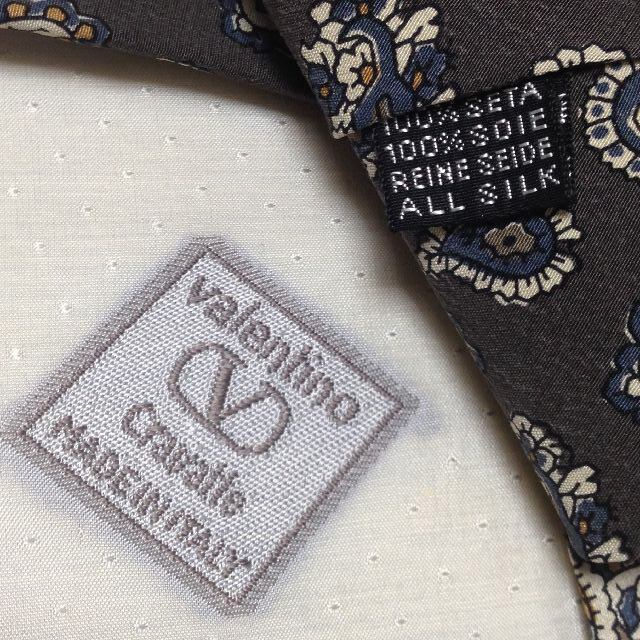 100% SETA
100% SOIE
REINE SEIDE
ALL SILK
valentino
V
cravatte
MADE IN ITALY